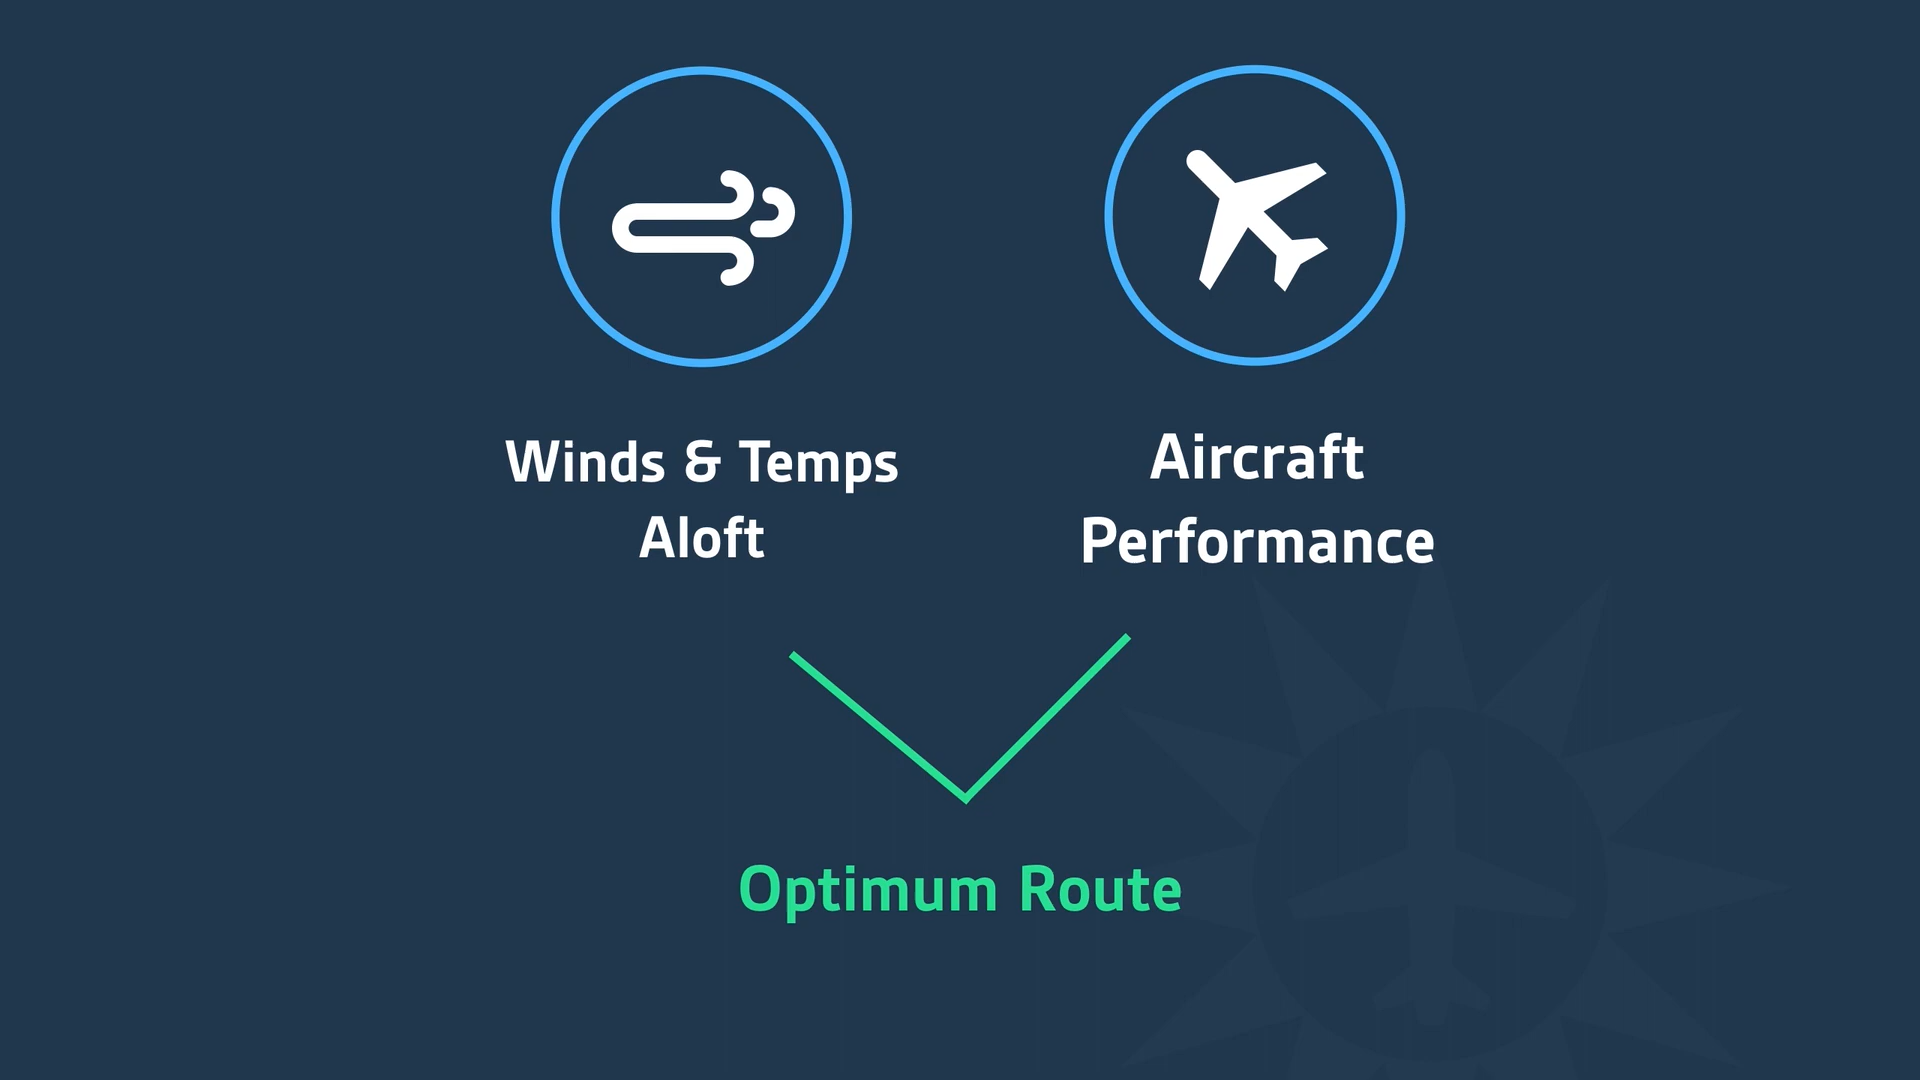 Winds & Temps
Aloft
Aircraft
Performance
Optimum Route